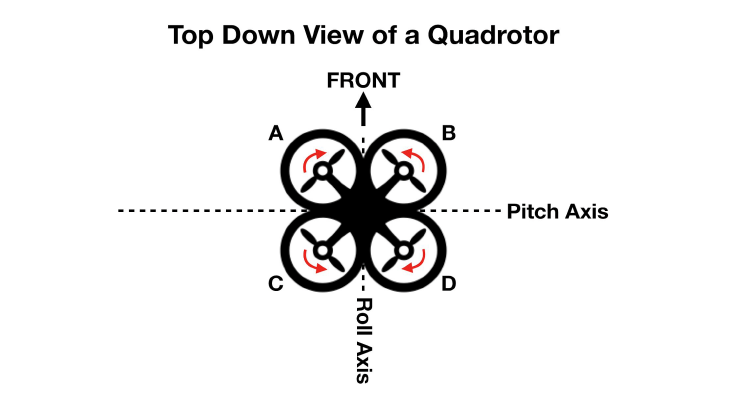 Top Down View of a Quadrotor
FRONT
A
B
Pitch Axis
C
D
Roll Axis